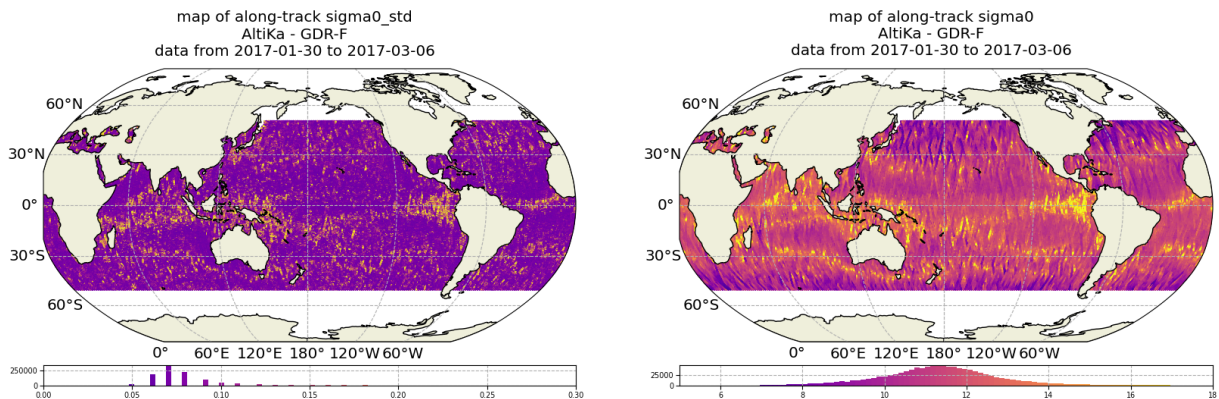 map of along-track sigma0_std
AltiKa - GDR-F
data from 2017-01-30 to 2017-03-06
60°N
30°N
0°
30°S
60°S
0° 60°E 120°E 180° 120°W 60°W
250000
0
0.00 0.05 0.10 0.15 0.20 0.25 0.30
map of along-track sigma0
AltiKa - GDR-F
data from 2017-01-30 to 2017-03-06
60°N
30°N
0°
30°S
60°S
0° 60°E 120°E 180° 120°W 60°W
25000
0
6 8 10 12 14 16 18